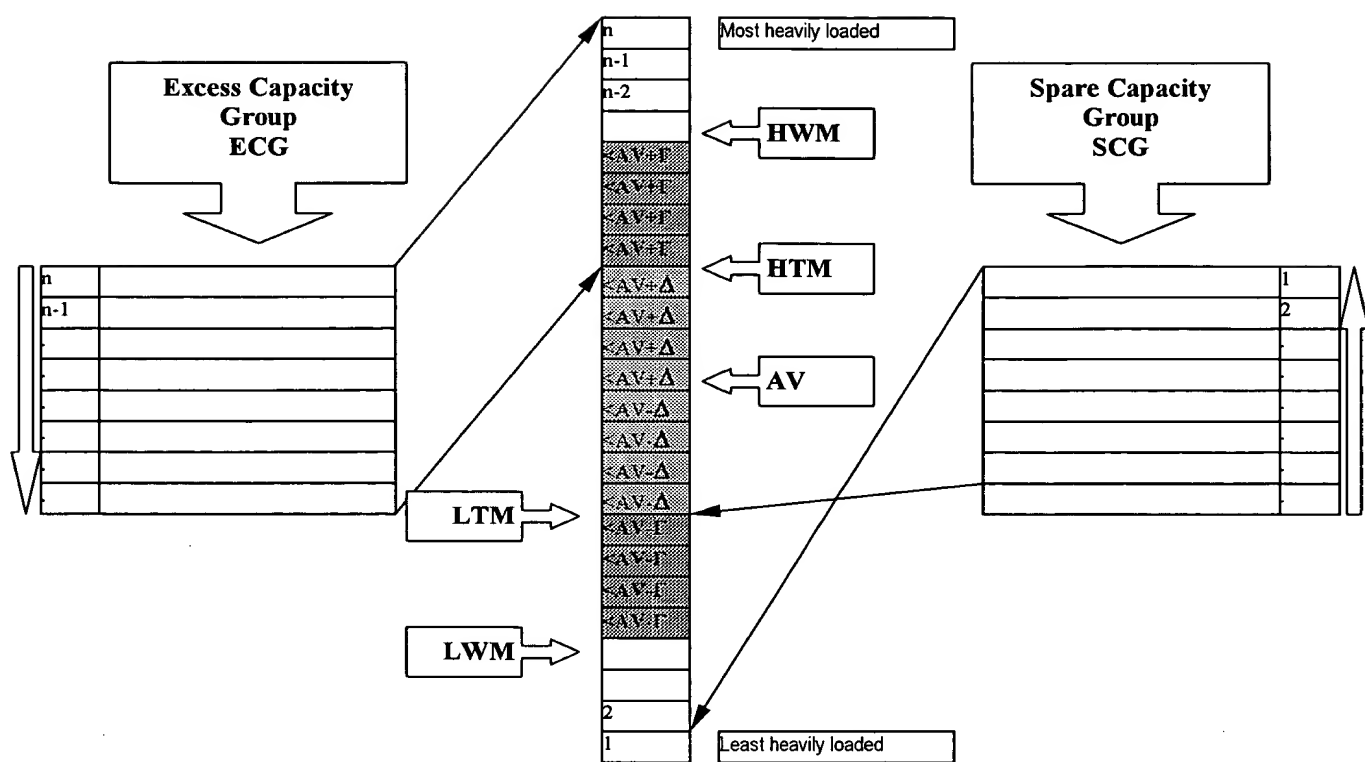 n
Most heavily loaded
n-1
n-2
Excess Capacity
Group
ECG
Spare Capacity
Group
SCG
HWM
<AV+Γ
<AV+Γ
<AV+Γ
<AV+Γ
HTM
<AV+Δ
<AV+Δ
<AV+Δ
<AV+Δ
AV
<AV-Δ
<AV-Δ
<AV-Δ
<AV-Δ
LTM
<AV-Γ
<AV-Γ
<AV-Γ
<AV-Γ
LWM
2
1
Least heavily loaded
n
n-1
.
.
.
.
.
.
1
2
.
.
.
.
.
.